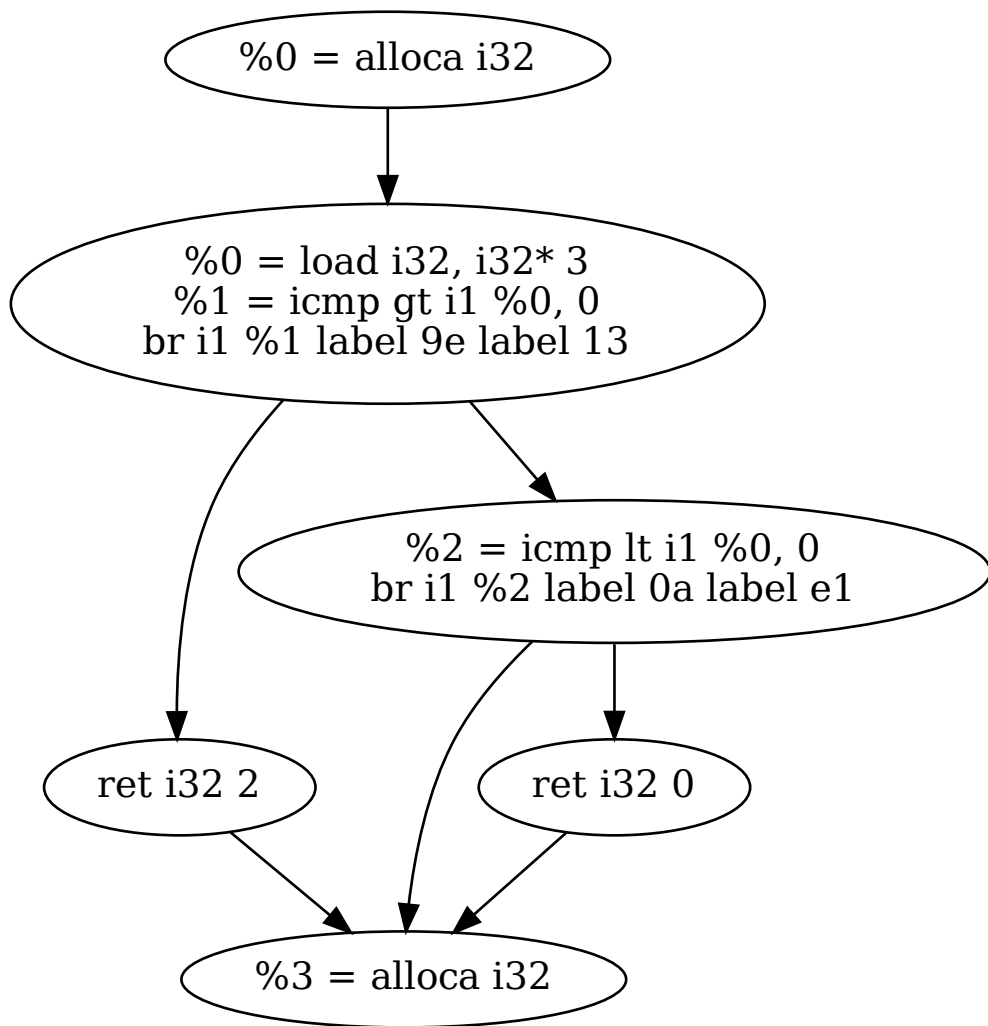 %0 = alloca i32
%0 = load i32, i32* 3
%1 = icmp gt i1 %0, 0
br i1 %1 label 9e label 13
%2 = icmp lt i1 %0, 0
br i1 %2 label 0a label e1
ret i32 2
ret i32 0
%3 = alloca i32